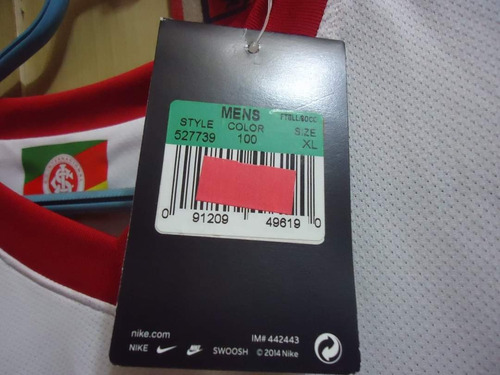 MENS FTBLL/SOCC
STYLE COLOR SIZE
527739 100 XL
0 91209 49619 0
nike.com IM# 442443
NIKE SWOOSH © 2014 Nike